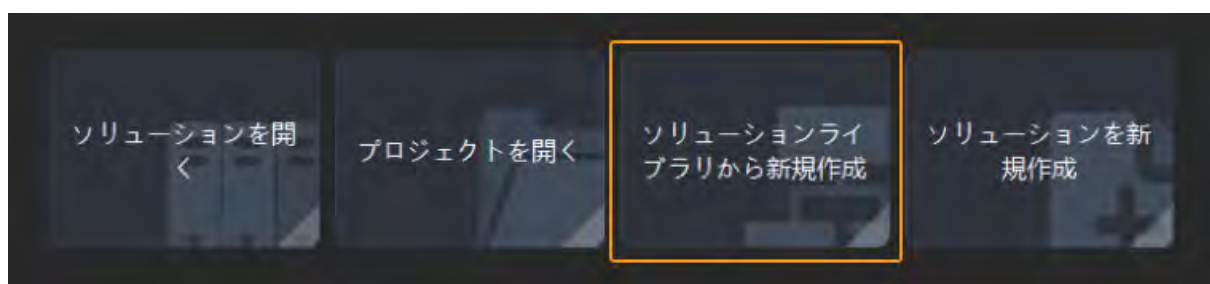 ソリューションを開
く
プロジェクトを開く
ソリューションライ
ブラリから新規作成
ソリューションを新
規作成